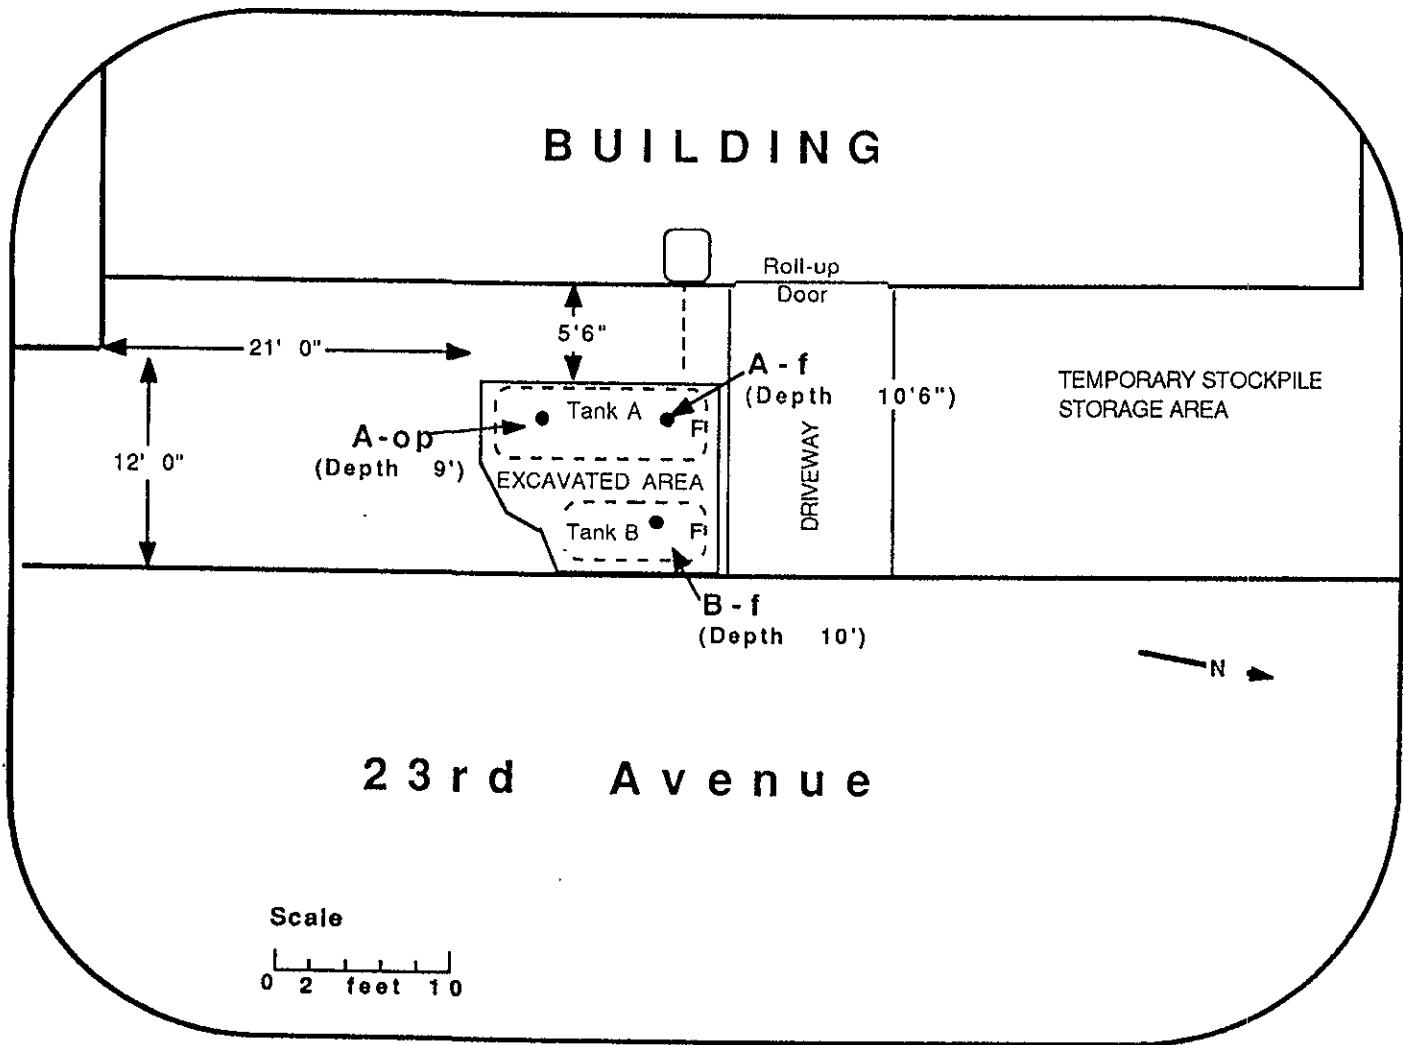 BUILDING
Roll-up
Door
5'6"
21' 0"
A-f
(Depth 10'6")
TEMPORARY STOCKPILE
STORAGE AREA
Tank A
F
A-op
(Depth 9')
12' 0"
EXCAVATED AREA
DRIVEWAY
Tank B
F
B-f
(Depth 10')
N
23rd Avenue
Scale
0 2 feet 10